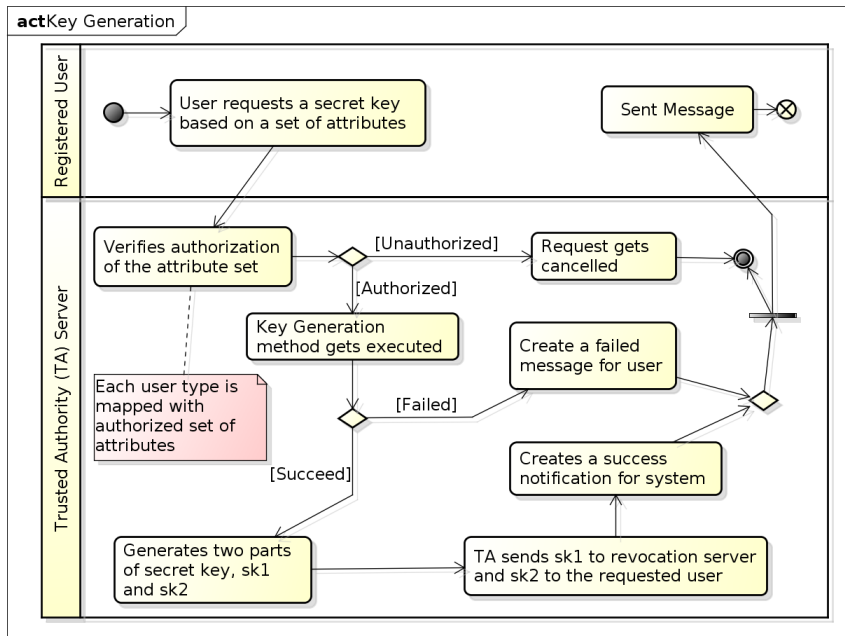 actKey Generation
Registered User
User requests a secret key
based on a set of attributes
Sent Message
Trusted Authority (TA) Server
Verifies authorization
of the attribute set
[Unauthorized]
Request gets
cancelled
[Authorized]
Key Generation
method gets executed
Each user type is
mapped with
authorized set of
attributes
[Failed]
Create a failed
message for user
[Succeed]
Creates a success
notification for system
Generates two parts
of secret key, sk1
and sk2
TA sends sk1 to revocation server
and sk2 to the requested user